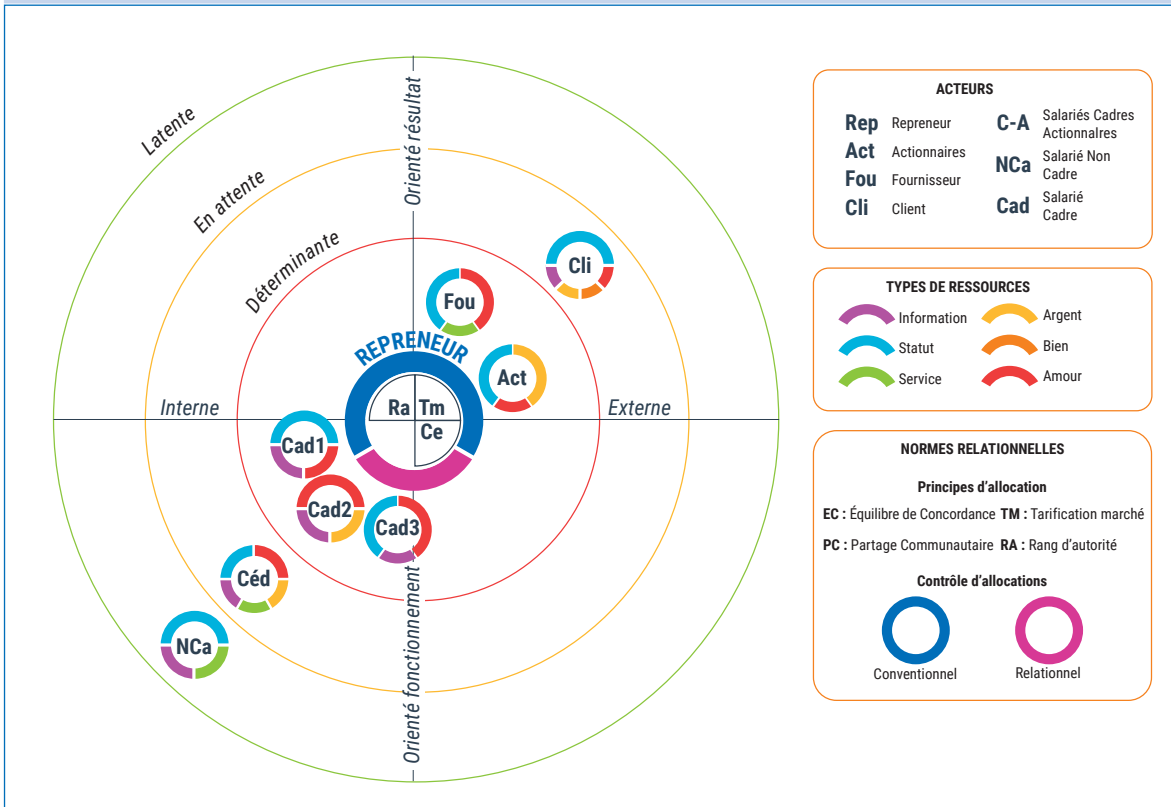 Latente
En attente
Déterminante
Orienté résultat
Cli
Fou
REPRENEUR
Act
Ra
Tm
Ce
Interne
Externe
Cad1
Cad2
Cad3
Céd
NCa
Orienté fonctionnement
ACTEURS
Rep Repreneur
Act Actionnaires
Fou Fournisseur
Cli Client
C-A Salariés Cadres
Actionnalres
NCa Salarié Non
Cadre
Cad Salarié
Cadre
TYPES DE RESSOURCES
Information
Argent
Statut
Bien
Service
Amour
NORMES RELATIONNELLES
Principes d'allocation
EC : Équilibre de Concordance TM : Tarification marché
PC : Partage Communautaire RA : Rang d'autorité
Contrôle d'allocations
Conventionnel
Relationnel